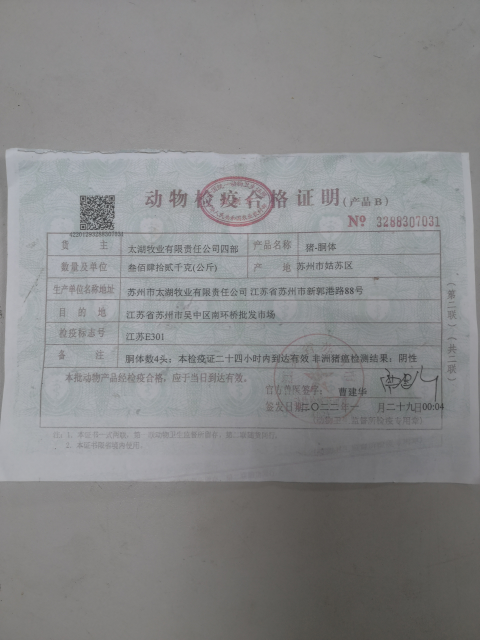 动物检疫合格证明(产品B)
№ 3288307031
货 主 太湖牧业有限责任公司四部 产品名称 猪-胴体
数量及单位 叁佰肆拾贰千克(公斤) 产 地 苏州市姑苏区
生产单位名称地址 苏州市太湖牧业有限责任公司 江苏省苏州市新郭港路88号
目 的 地 江苏省苏州市吴中区南环桥批发市场
检疫标志号 江苏E301
备 注 胴体数4头；本检疫证二十四小时内到达有效 非洲猪瘟检测结果：阴性
本批动物产品经检疫合格，应于当日到达有效。
官方兽医签字： 曹建华
签发日期二〇二二年一 月二十九日00:04
(第二联)(共二联)